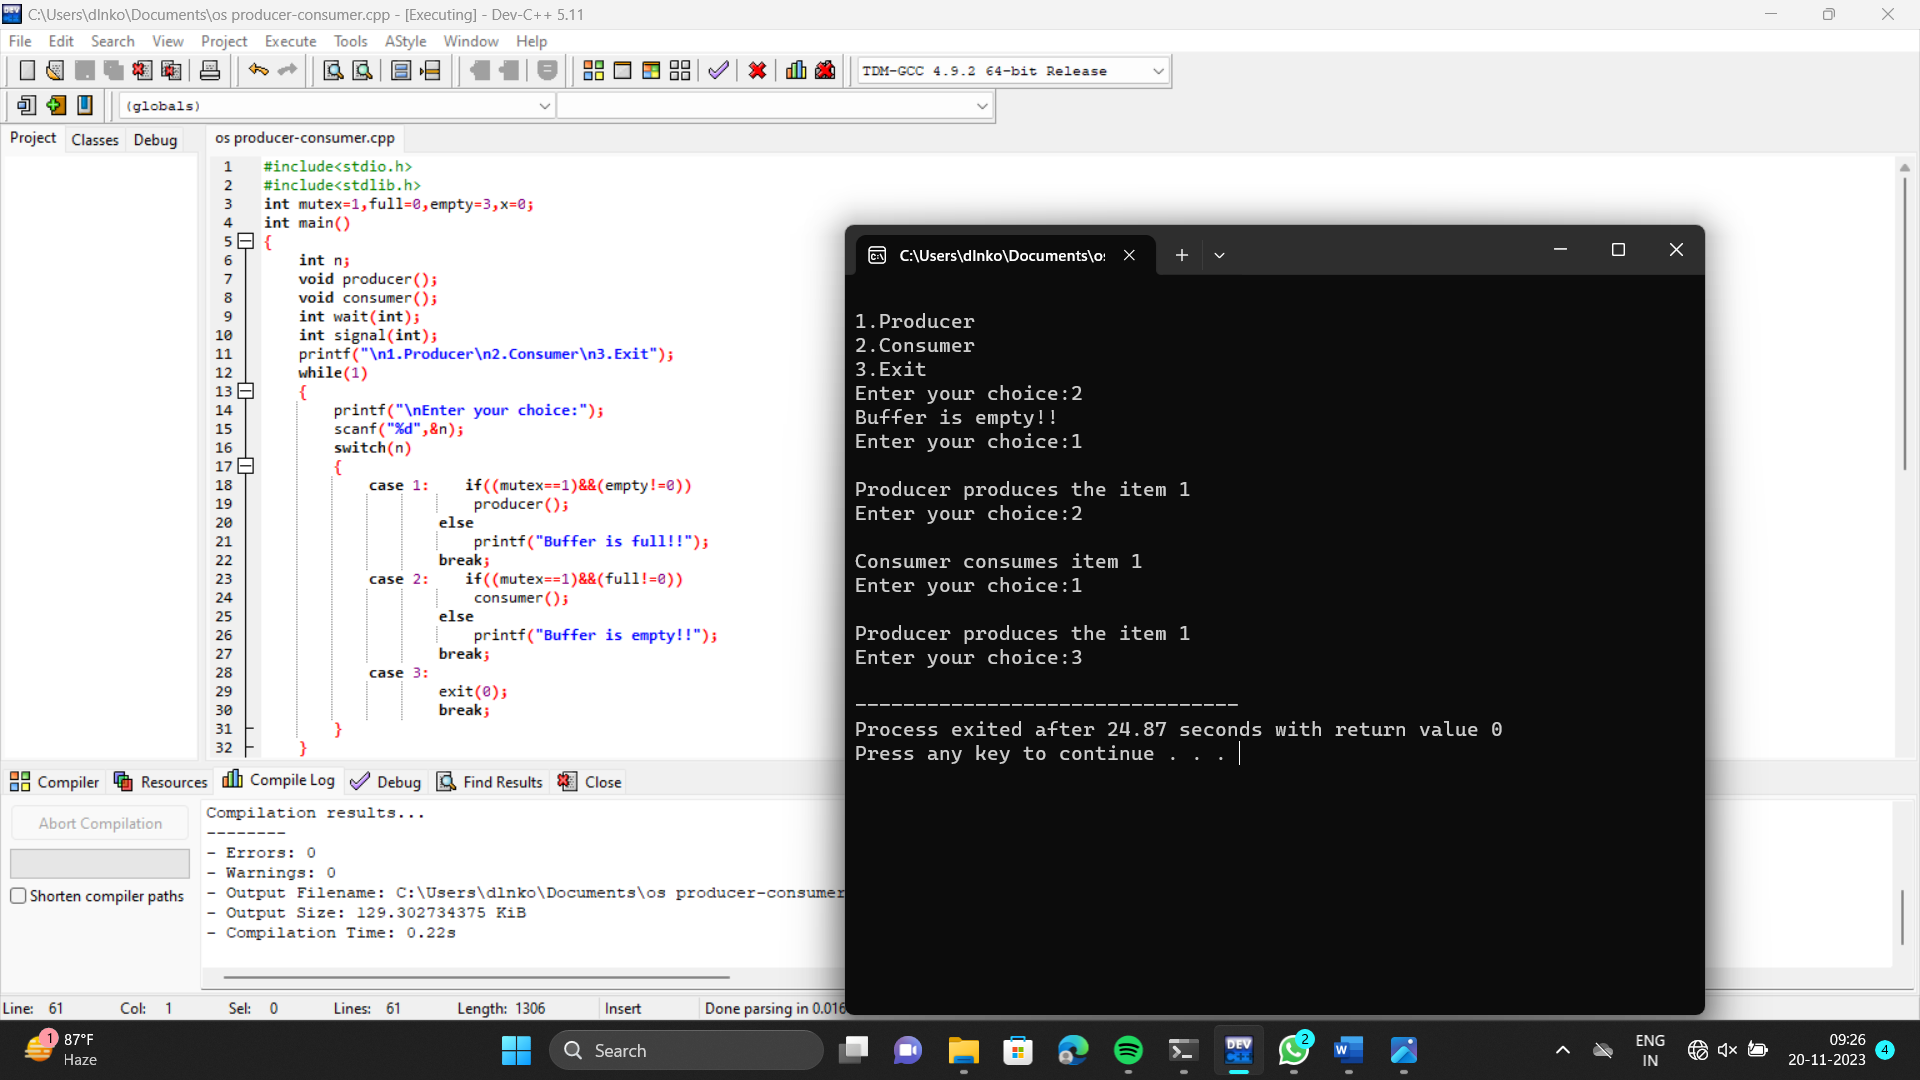 C:\Users\dlnko\Documents\os producer-consumer.cpp - [Executing] - Dev-C++ 5.11
File Edit Search View Project Execute Tools AStyle Window Help
TDM-GCC 4.9.2 64-bit Release
(globals)
Project Classes Debug
os producer-consumer.cpp
1 #include<stdio.h>
2 #include<stdlib.h>
3 int mutex=1,full=0,empty=3,x=0;
4 int main()
5 {
6 int n;
7 void producer();
8 void consumer();
9 int wait(int);
10 int signal(int);
11 printf("\n1.Producer\n2.Consumer\n3.Exit");
12 while(1)
13 {
14 printf("\nEnter your choice:");
15 scanf("%d",&n);
16 switch(n)
17 {
18 case 1: if((mutex==1)&&(empty!=0))
19 producer();
20 else
21 printf("Buffer is full!!");
22 break;
23 case 2: if((mutex==1)&&(full!=0))
24 consumer();
25 else
26 printf("Buffer is empty!!");
27 break;
28 case 3:
29 exit(0);
30 break;
31 }
32 }
C:\Users\dlnko\Documents\o
1.Producer
2.Consumer
3.Exit
Enter your choice:2
Buffer is empty!!
Enter your choice:1
Producer produces the item 1
Enter your choice:2
Consumer consumes item 1
Enter your choice:1
Producer produces the item 1
Enter your choice:3
--------------------------------
Process exited after 24.87 seconds with return value 0
Press any key to continue . . .
Compiler Resources Compile Log Debug Find Results Close
Abort Compilation
Shorten compiler paths
Compilation results...
--------
- Errors: 0
- Warnings: 0
- Output Filename: C:\Users\dlnko\Documents\os producer-consumer
- Output Size: 129.302734375 KiB
- Compilation Time: 0.22s
Line: 61 Col: 1 Sel: 0 Lines: 61 Length: 1306 Insert Done parsing in 0.016
1
87°F
Haze
Search
DEV C++
2
W
ENG
IN
09:26
20-11-2023
4